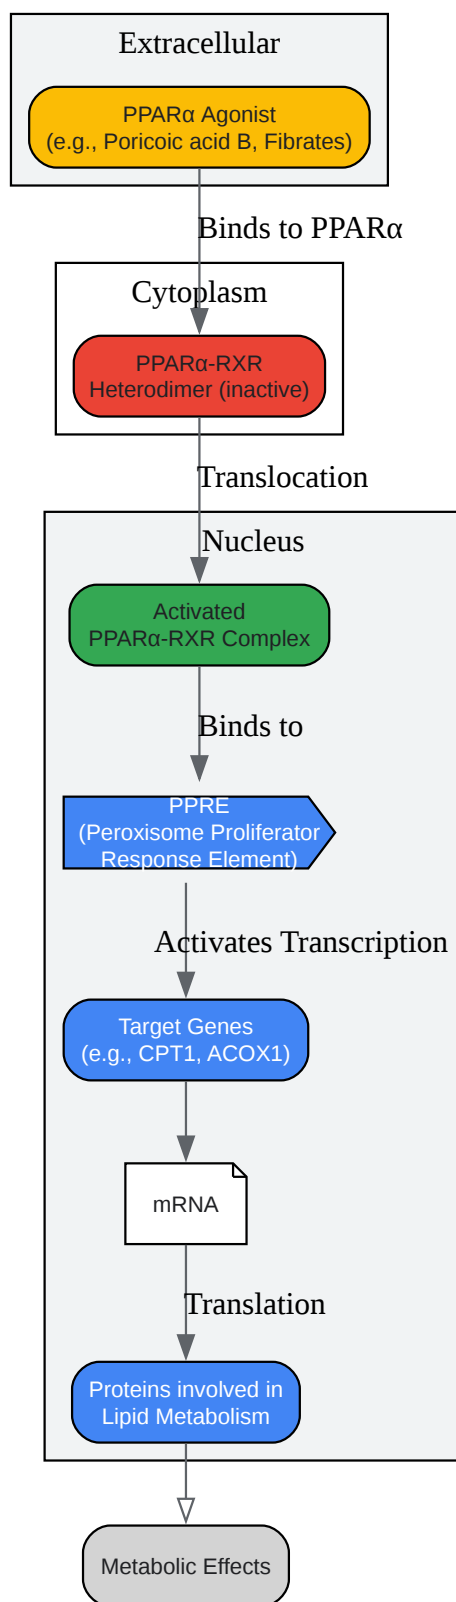 Extracellular
PPARα Agonist
(e.g., Poricoic acid B, Fibrates)
Binds to PPARα
Cytoplasm
PPARα-RXR
Heterodimer (inactive)
Translocation
Nucleus
Activated
PPARα-RXR Complex
Binds to
PPRE
(Peroxisome Proliferator
Response Element)
Activates Transcription
Target Genes
(e.g., CPT1, ACOX1)
mRNA
Translation
Proteins involved in
Lipid Metabolism
Metabolic Effects